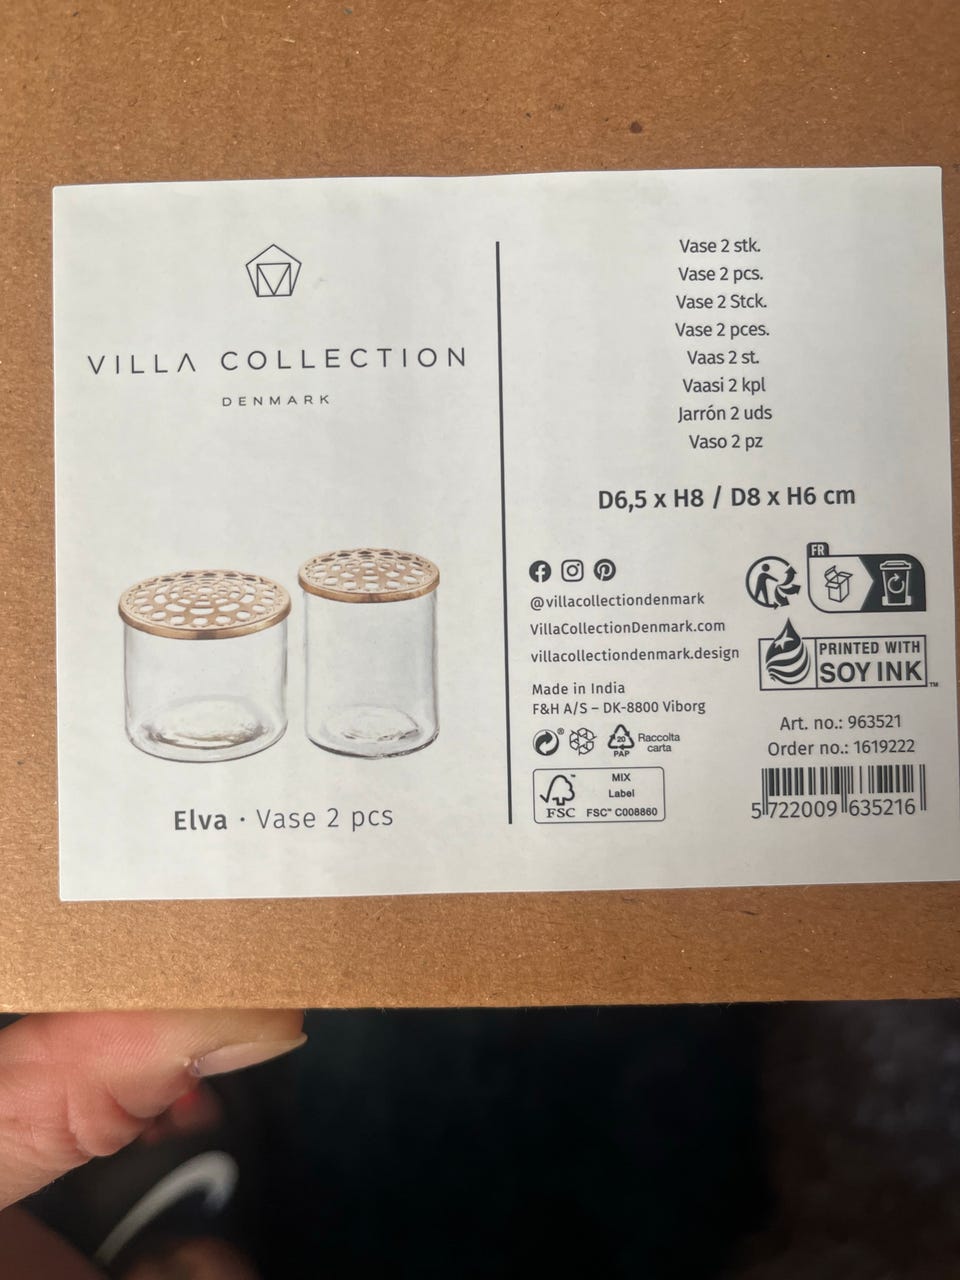 VILLA COLLECTION
DENMARK
Elva · Vase 2 pcs
Vase 2 stk.
Vase 2 pcs.
Vase 2 Stck.
Vase 2 pces.
Vaas 2 st.
Vaasi 2 kpl
Jarrón 2 uds
Vaso 2 pz
D6,5 x H8 / D8 x H6 cm
@villacollectiondenmark
VillaCollectionDenmark.com
villacollectiondenmark.design
Made in India
F&H A/S – DK-8800 Viborg
®
20
PAP
Raccolta
carta
FSC™
MIX
Label
FSC™ C008860
FR
PRINTED WITH
SOY INK™
Art. no.: 963521
Order no.: 1619222
5 722009 635216